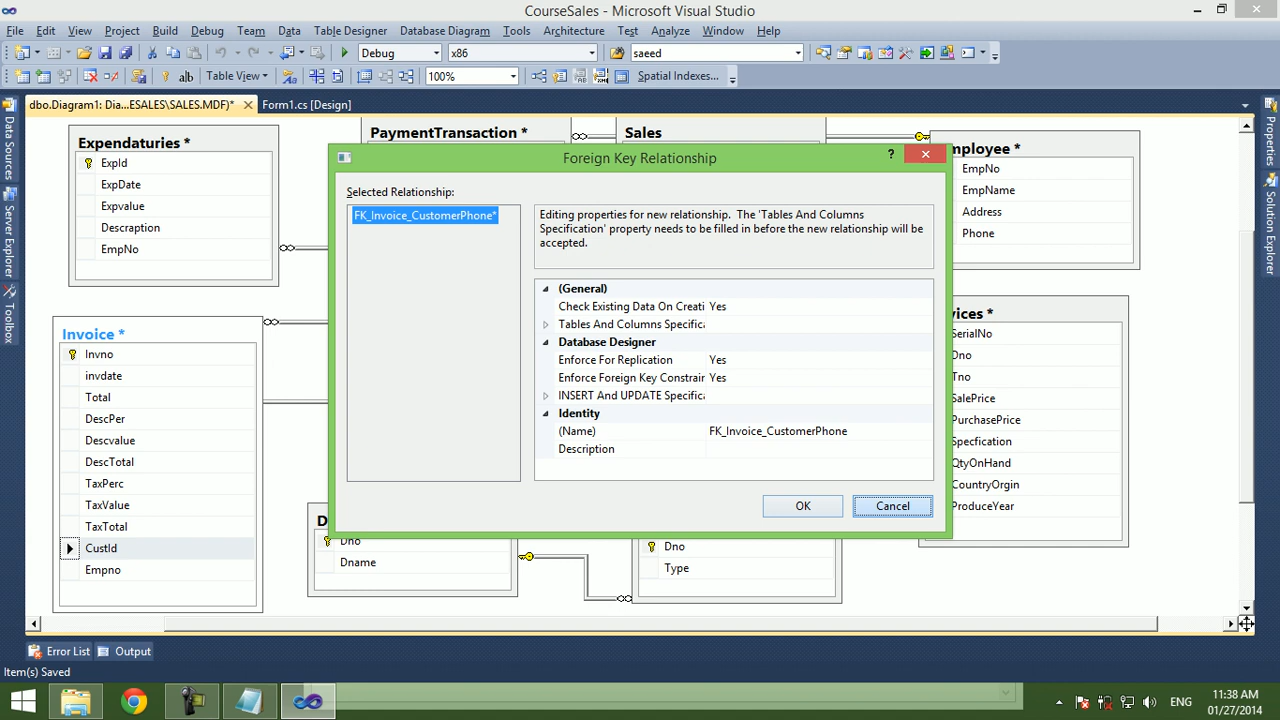 CourseSales - Microsoft Visual Studio
File Edit View Project Build Debug Team Data Table Designer Database Diagram Tools Architecture Test Analyze Window Help
Debug x86 saeed
ab Table View 100% Spatial Indexes...
dbo.Diagram1: Dia...ESALES\SALES.MDF)* Form1.cs [Design]
Data Sources
Server Explorer
Toolbox
Properties
Solution Explorer
Expendaturies *
ExpId
ExpDate
Expvalue
Descraption
EmpNo
PaymentTransaction *
Sales
mployee *
EmpNo
EmpName
Address
Phone
Invoice *
Invno
invdate
Total
DescPer
Descvalue
DescTotal
TaxPerc
TaxValue
TaxTotal
CustId
Empno
Foreign Key Relationship
?
Selected Relationship:
FK_Invoice_CustomerPhone*
Editing properties for new relationship. The 'Tables And Columns
Specification' property needs to be filled in before the new relationship will be
accepted.
(General)
Check Existing Data On Creati Yes
Tables And Columns Specifica
Database Designer
Enforce For Replication Yes
Enforce Foreign Key Constrain Yes
INSERT And UPDATE Specifica
Identity
(Name) FK_Invoice_CustomerPhone
Description
OK Cancel
vices *
SerialNo
Dno
Tno
SalePrice
PurchasePrice
Specfication
QtyOnHand
CountryOrgin
ProduceYear
D
Dno
Dname
Dno
Type
Error List Output
Item(s) Saved
ENG
11:38 AM
01/27/2014